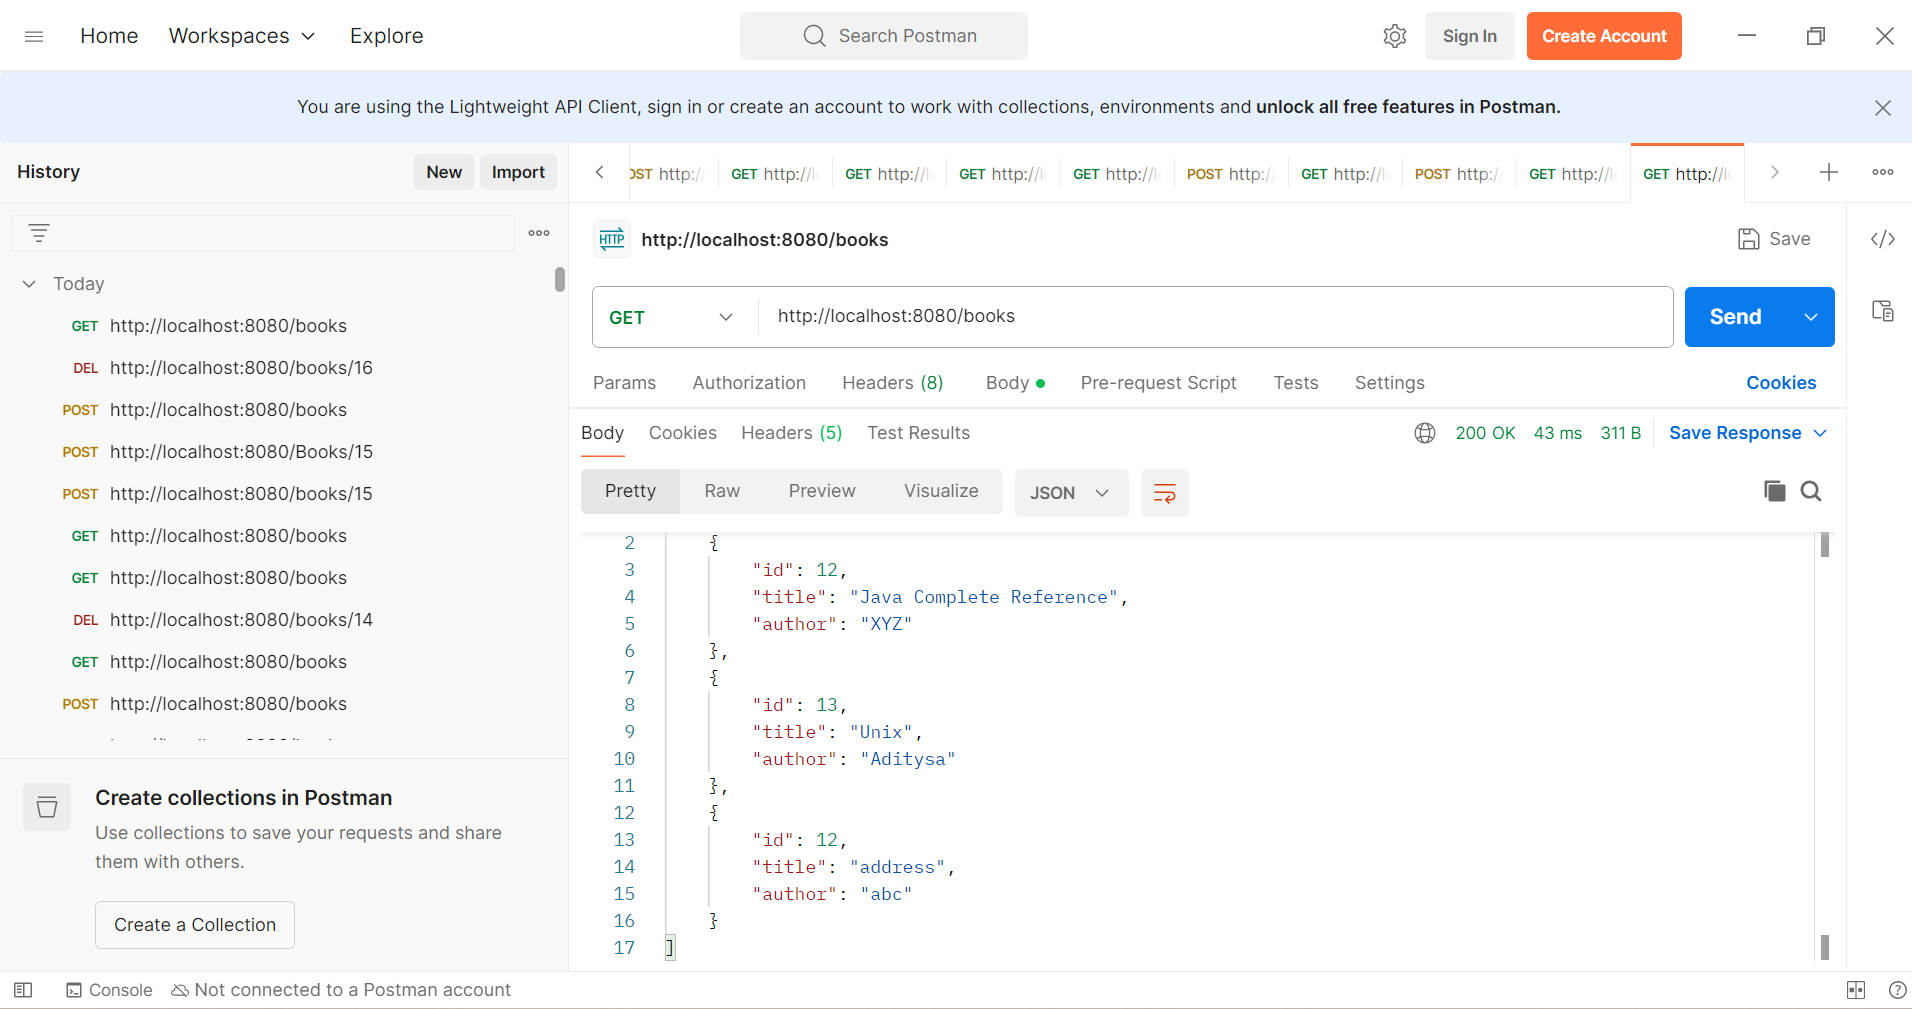 Home Workspaces Explore Search Postman Sign In Create Account
You are using the Lightweight API Client, sign in or create an account to work with collections, environments and unlock all free features in Postman.
History New Import
OST http:// GET http://l GET http://l GET http://l GET http://l POST http:/ GET http://l POST http:/ GET http://l GET http://l
HTTP http://localhost:8080/books Save </>
Today
GET http://localhost:8080/books
DEL http://localhost:8080/books/16
POST http://localhost:8080/books
POST http://localhost:8080/Books/15
POST http://localhost:8080/books/15
GET http://localhost:8080/books
GET http://localhost:8080/books
DEL http://localhost:8080/books/14
GET http://localhost:8080/books
POST http://localhost:8080/books
Create collections in Postman
Use collections to save your requests and share
them with others.
Create a Collection
GET http://localhost:8080/books Send
Params Authorization Headers (8) Body Pre-request Script Tests Settings Cookies
Body Cookies Headers (5) Test Results 200 OK 43 ms 311 B Save Response
Pretty Raw Preview Visualize JSON
2 {
3 "id": 12,
4 "title": "Java Complete Reference",
5 "author": "XYZ"
6 },
7 {
8 "id": 13,
9 "title": "Unix",
10 "author": "Aditysa"
11 },
12 {
13 "id": 12,
14 "title": "address",
15 "author": "abc"
16 }
17 ]
Console Not connected to a Postman account ?